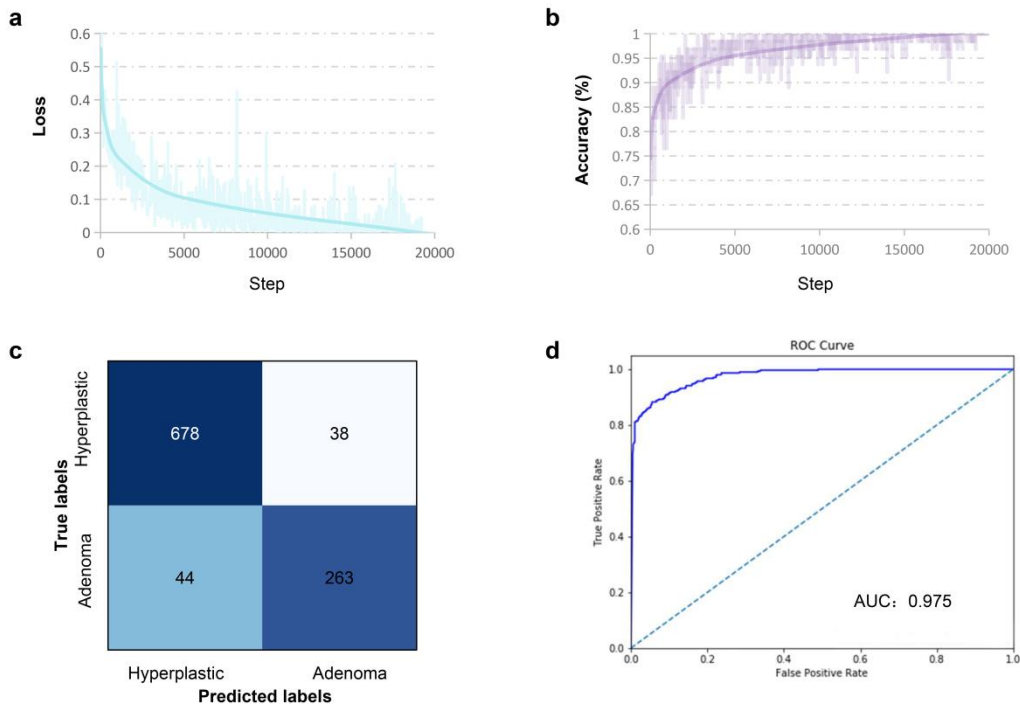 a
0.6
0.5
0.4
0.3
0.2
0.1
0
Loss
0 5000 10000 15000 20000
Step
b
1
0.95
0.9
0.85
0.8
0.75
0.7
0.65
0.6
Accuracy (%)
0 5000 10000 15000 20000
Step
c
True labels
Hyperplastic
678 38
Adenoma
44 263
Hyperplastic Adenoma
Predicted labels
d
ROC Curve
1.0
0.8
0.6
0.4
0.2
0.0
True Positive Rate
AUC：0.975
0.0 0.2 0.4 0.6 0.8 1.0
False Positive Rate